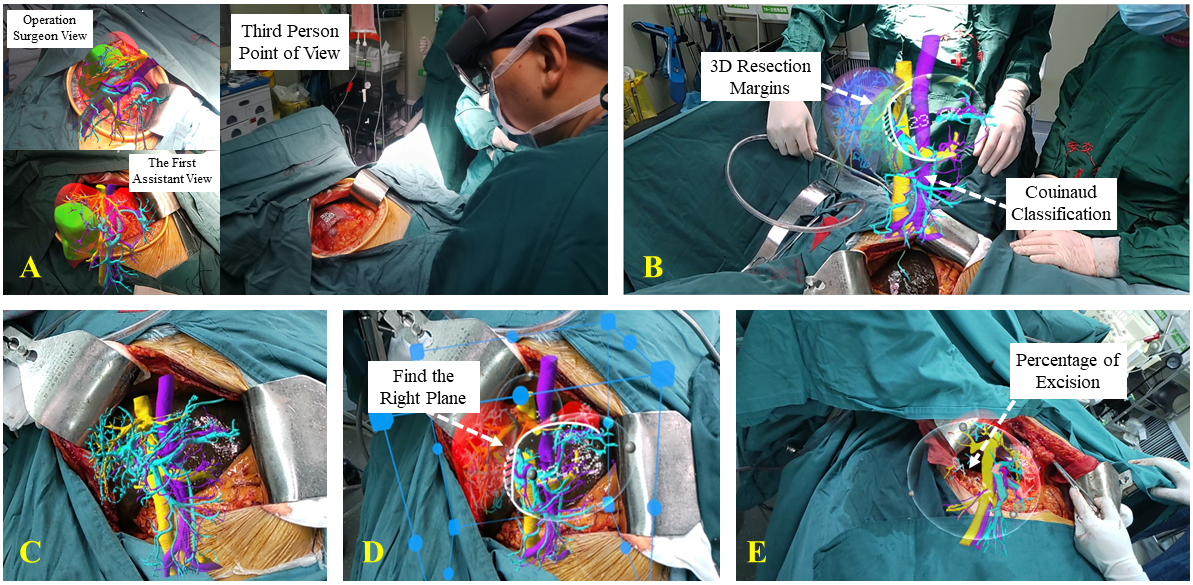 Operation
Surgeon View
The First
Assistant View
Third Person
Point of View
A
3D Resection
Margins
23
Couinaud
Classification
B
C
Find the
Right Plane
D
Percentage of
Excision
E